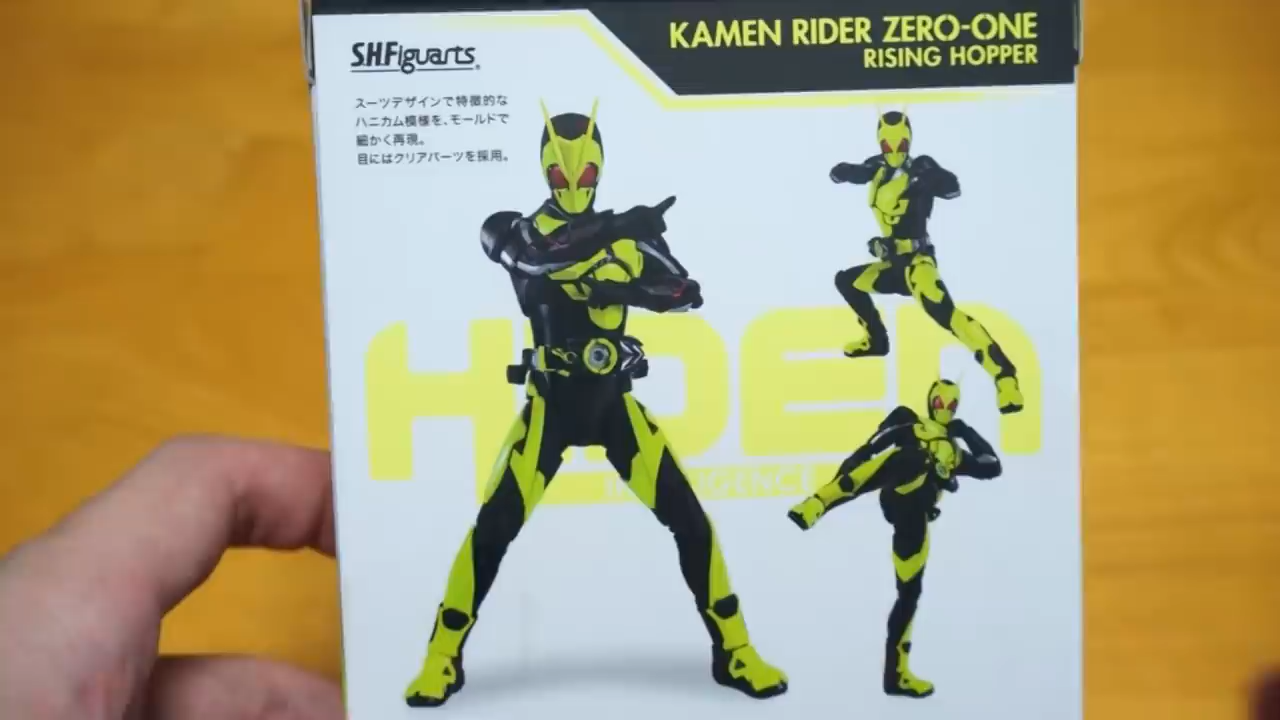 S.H.Figuarts
KAMEN RIDER ZERO-ONE
RISING HOPPER
スーツデザインで特徴的な
ハニカム模様を、モールドで
細かく再現。
目にはクリアパーツを採用。
HIDEN
INTELLIGENCE